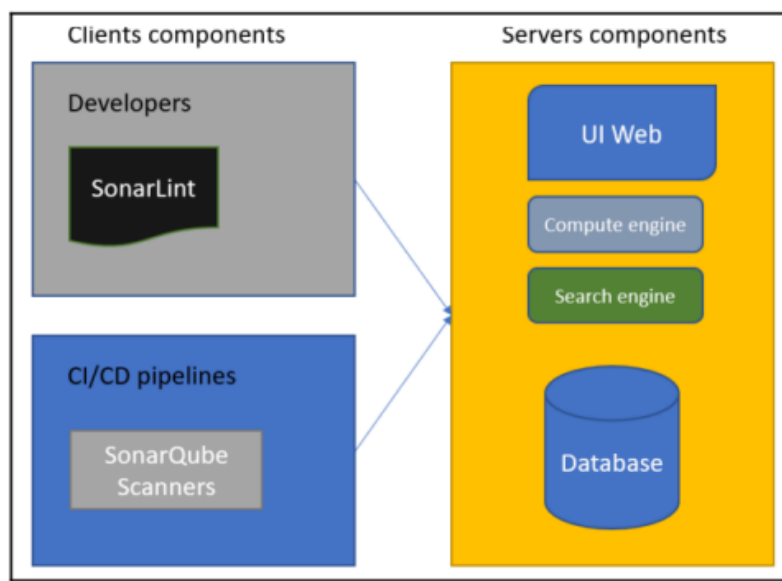 Clients components
Servers components
Developers
SonarLint
CI/CD pipelines
SonarQube
Scanners
UI Web
Compute engine
Search engine
Database